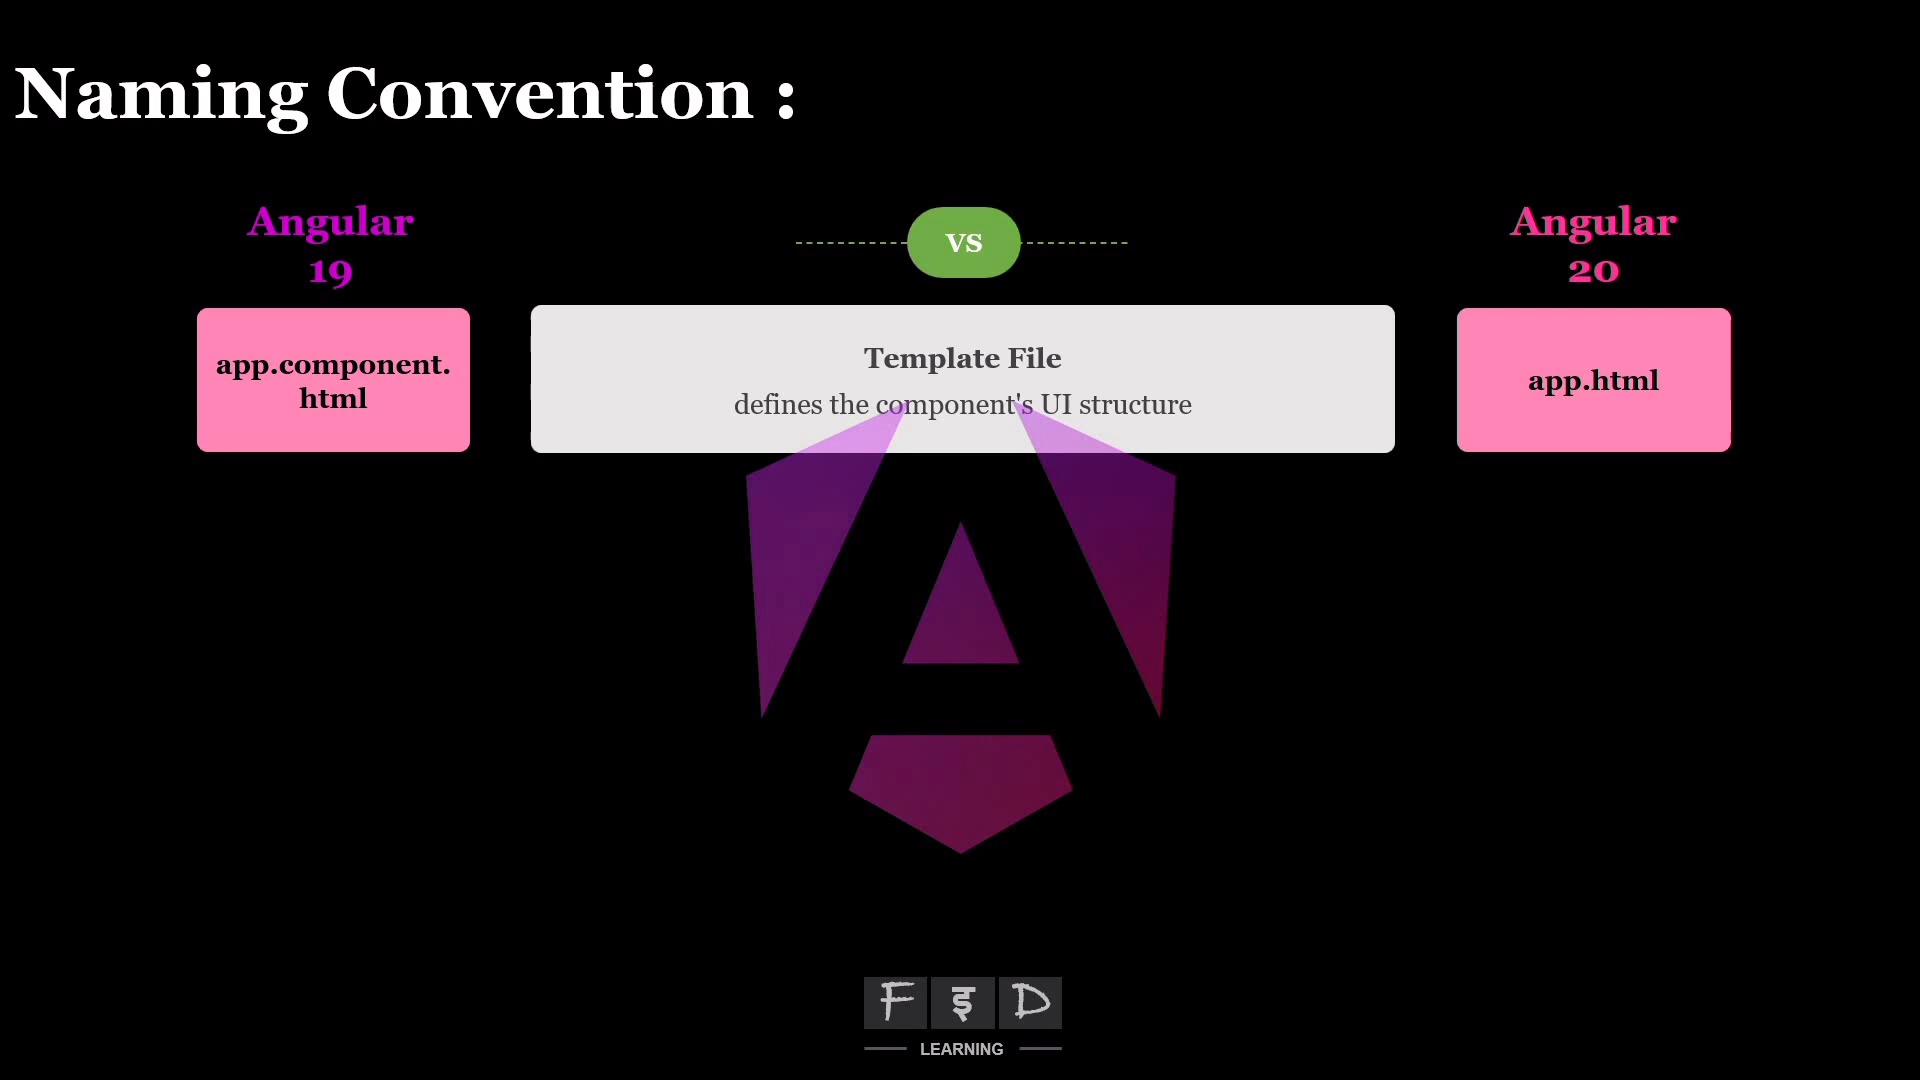 Naming Convention :
Angular
19
VS
Angular
20
app.component.
html
Template File
defines the component's UI structure
app.html
F इ D
LEARNING